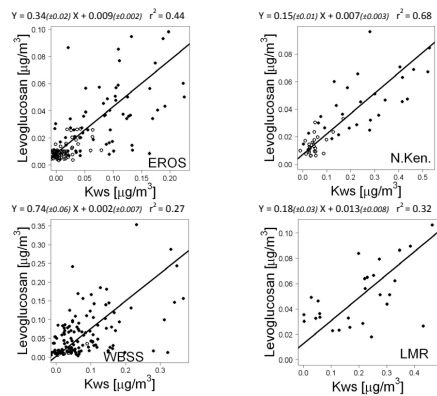 Y = 0.34(±0.02) X + 0.009(±0.002) r² = 0.44
Levoglucosan [µg/m³]
0.10
0.08
0.06
0.04
0.02
0.00
EROS
0.00 0.05 0.10 0.15 0.20
Kws [µg/m³]
Y = 0.15(±0.01) X + 0.007(±0.003) r² = 0.68
Levoglucosan [µg/m³]
0.10
0.08
0.06
0.04
0.02
0.00
N.Ken.
0.0 0.1 0.2 0.3 0.4 0.5
Kws [µg/m³]
Y = 0.74(±0.06) X + 0.002(±0.007) r² = 0.27
Levoglucosan [µg/m³]
0.35
0.25
0.20
0.15
0.10
0.05
0.00
WBSS
0.0 0.1 0.2 0.3
Kws [µg/m³]
Y = 0.18(±0.03) X + 0.013(±0.008) r² = 0.32
Levoglucosan [µg/m³]
0.10
0.08
0.06
0.04
0.02
0.00
LMR
0.0 0.1 0.2 0.3 0.4
Kws [µg/m³]